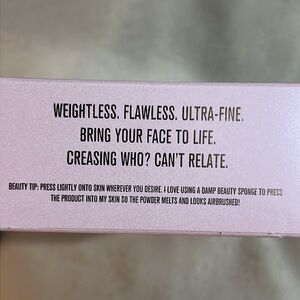 WEIGHTLESS. FLAWLESS. ULTRA-FINE.
BRING YOUR FACE TO LIFE.
CREASING WHO? CAN'T RELATE.
BEAUTY TIP: PRESS LIGHTLY ONTO SKIN WHEREVER YOU DESIRE. I LOVE USING A DAMP BEAUTY SPONGE TO PRESS
THE PRODUCT INTO MY SKIN SO THE POWDER MELTS AND LOOKS AIRBRUSHED!